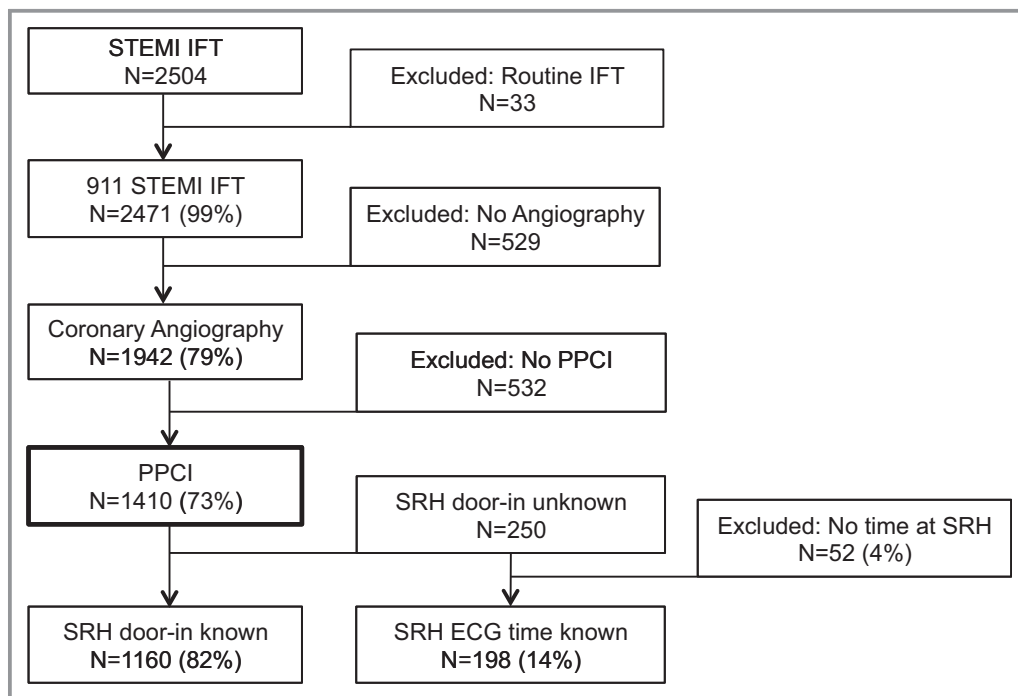 STEMI IFT
N=2504
Excluded: Routine IFT
N=33
911 STEMI IFT
N=2471 (99%)
Excluded: No Angiography
N=529
Coronary Angiography
N=1942 (79%)
Excluded: No PPCI
N=532
PPCI
N=1410 (73%)
SRH door-in unknown
N=250
Excluded: No time at SRH
N=52 (4%)
SRH door-in known
N=1160 (82%)
SRH ECG time known
N=198 (14%)